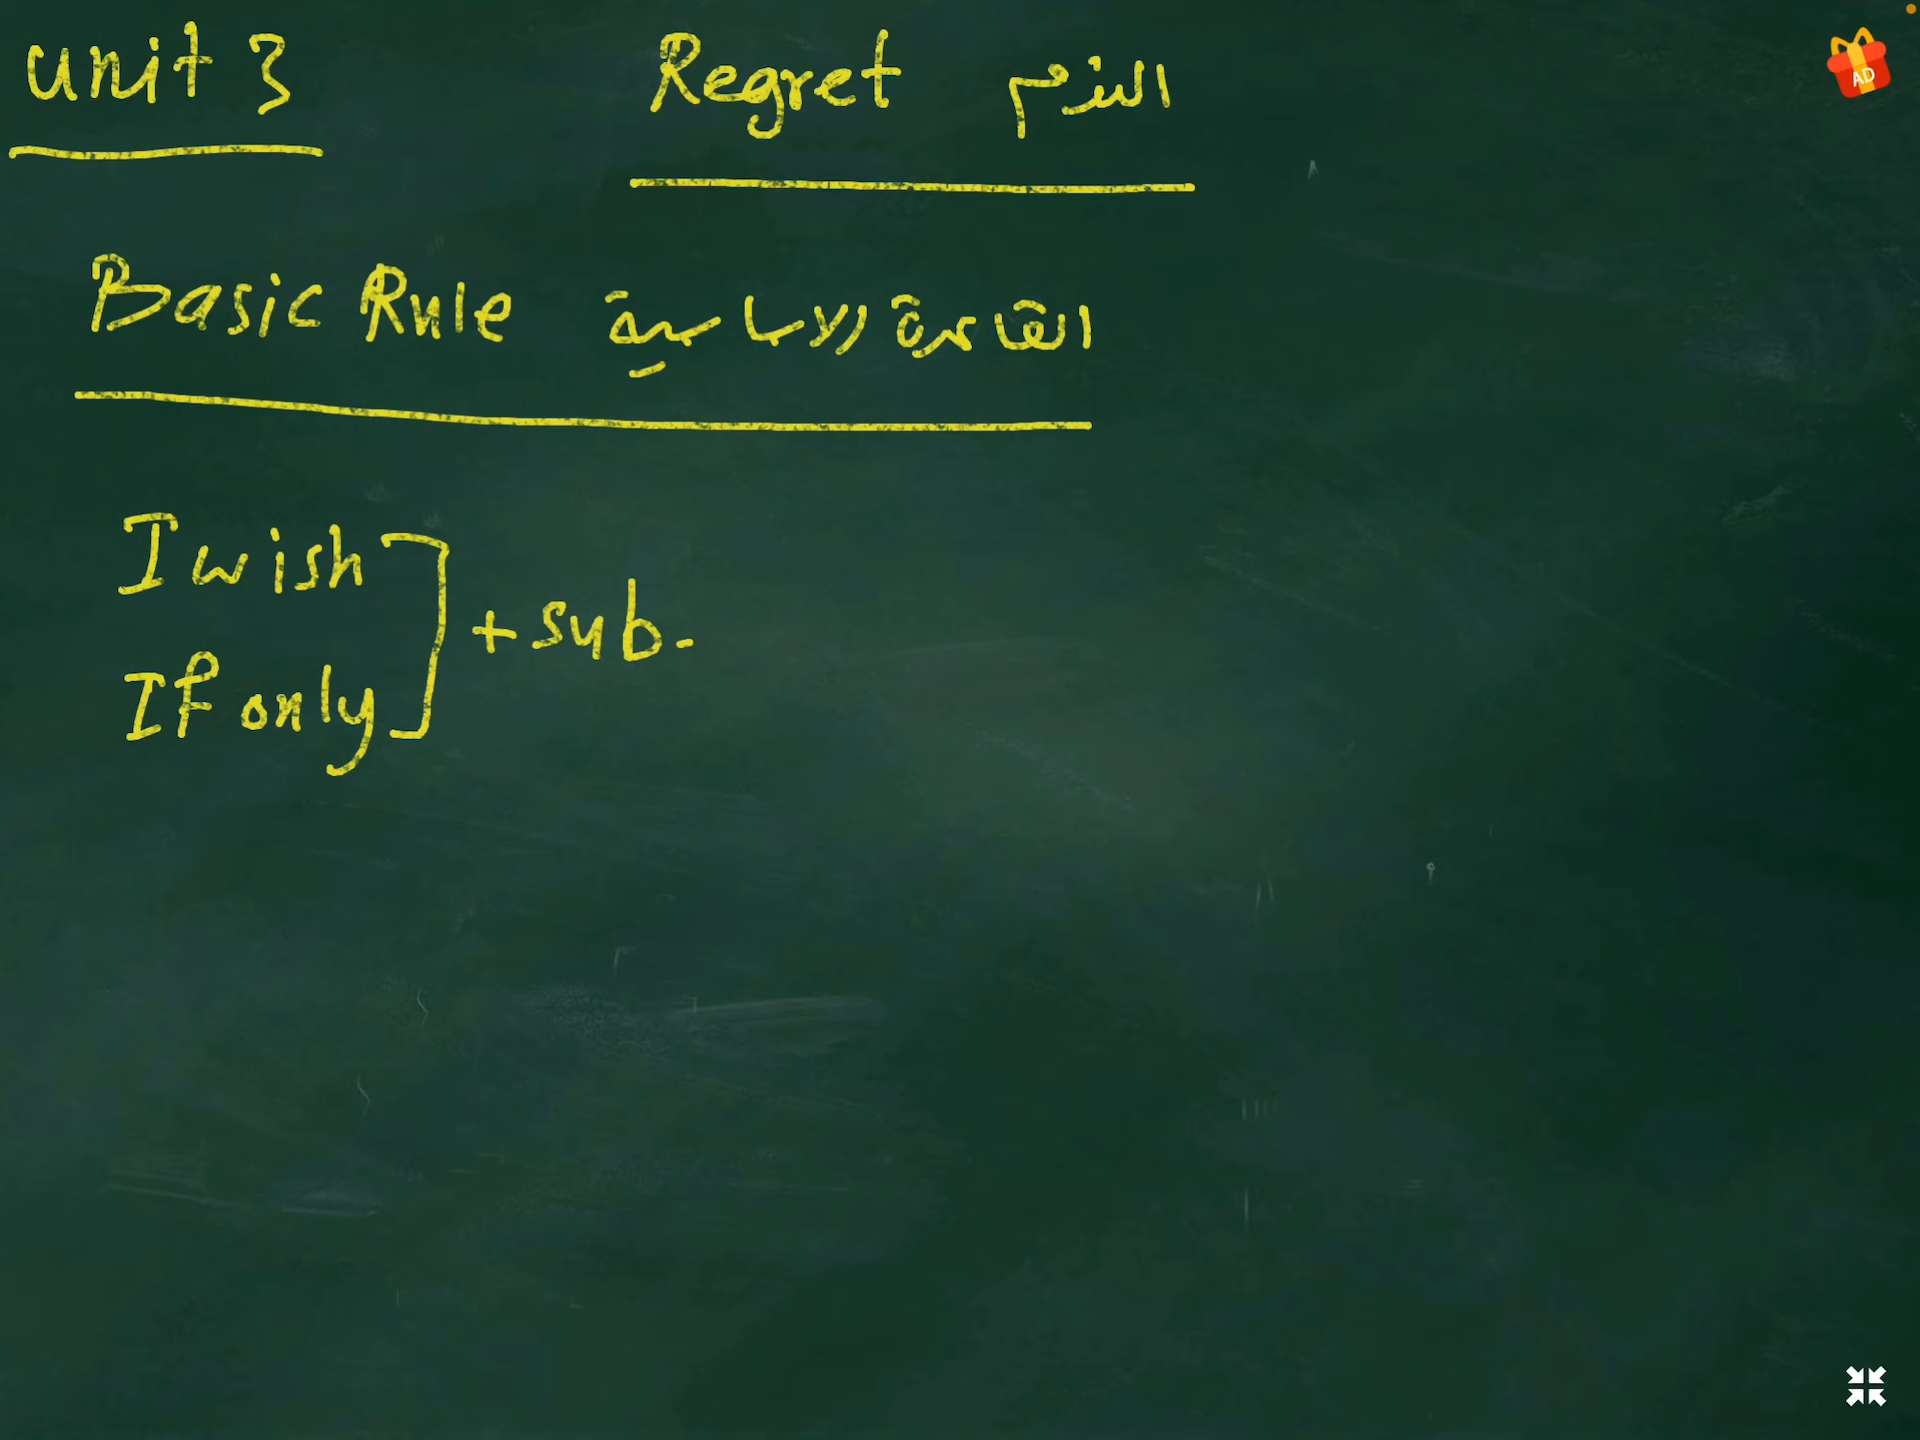 unit 3
Regret الندم
Basic Rule القاعدة الاساسية
I wish
If only
+ sub.
AD